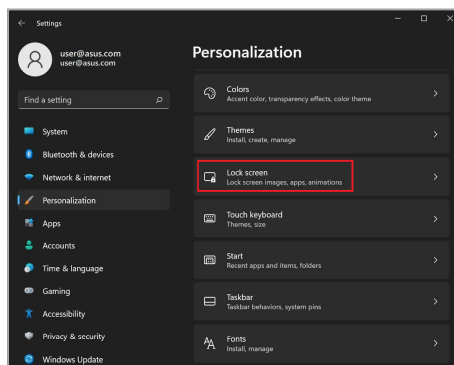 Settings
user@asus.com
user@asus.com
Find a setting
System
Bluetooth & devices
Network & internet
Personalization
Apps
Accounts
Time & language
Gaming
Accessibility
Privacy & security
Windows Update
Personalization
Colors
Accent color, transparency effects, color theme
Themes
Install, create, manage
Lock screen
Lock screen images, apps, animations
Touch keyboard
Themes, size
Start
Recent apps and items, folders
Taskbar
Taskbar behaviors, system pins
Fonts
Install, manage